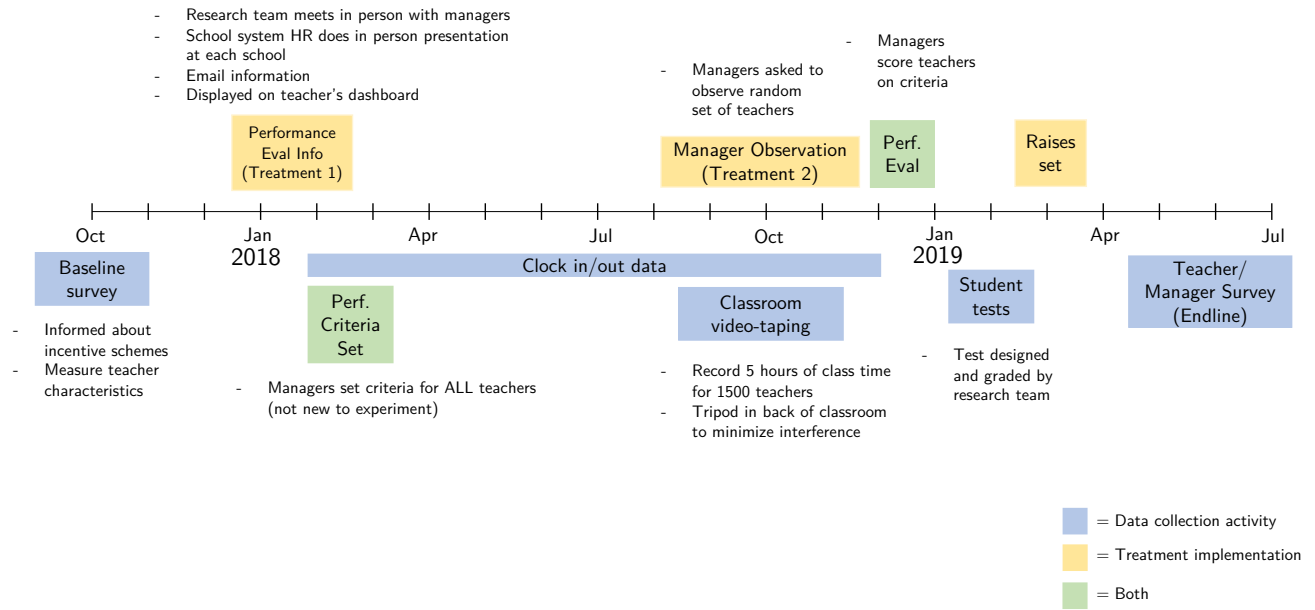 - Research team meets in person with managers
- School system HR does in person presentation
at each school
- Email information
- Displayed on teacher's dashboard
- Managers asked to
observe random
set of teachers
- Managers
score teachers
on criteria
Performance
Eval Info
(Treatment 1)
Manager Observation
(Treatment 2)
Perf.
Eval
Raises
set
Oct
Jan
2018
Apr
Jul
Oct
Jan
2019
Apr
Jul
Baseline
survey
Clock in/out data
Perf.
Criteria
Set
Classroom
video-taping
Student
tests
Teacher/
Manager Survey
(Endline)
- Informed about
incentive schemes
- Measure teacher
characteristics
- Managers set criteria for ALL teachers
(not new to experiment)
- Record 5 hours of class time
for 1500 teachers
- Tripod in back of classroom
to minimize interference
- Test designed
and graded by
research team
= Data collection activity
= Treatment implementation
= Both